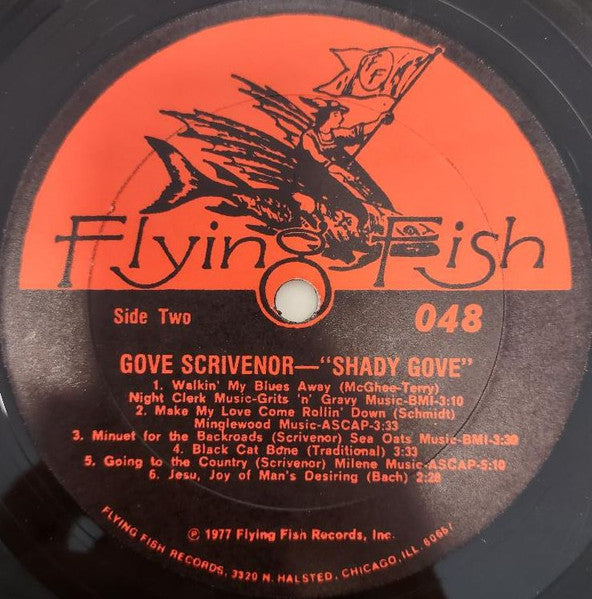 FF
Flying Fish
Side Two
048
GOVE SCRIVENOR—"SHADY GOVE"
1. Walkin' My Blues Away (McGhee-Terry)
Night Clerk Music-Grits 'n' Gravy Music-BMI-3:10
2. Make My Love Come Rollin' Down (Schmidt)
Minglewood Music-ASCAP-3:33
3. Minuet for the Backroads (Scrivenor) Sea Oats Music-BMI-3:30
4. Black Cat Bone (Traditional) 3:33
5. Going to the Country (Scrivenor) Milene Music-ASCAP-5:10
6. Jesu, Joy of Man's Desiring (Bach) 2:28
℗ 1977 Flying Fish Records, Inc.
FLYING FISH RECORDS, 3320 N. HALSTED, CHICAGO, ILL. 60657